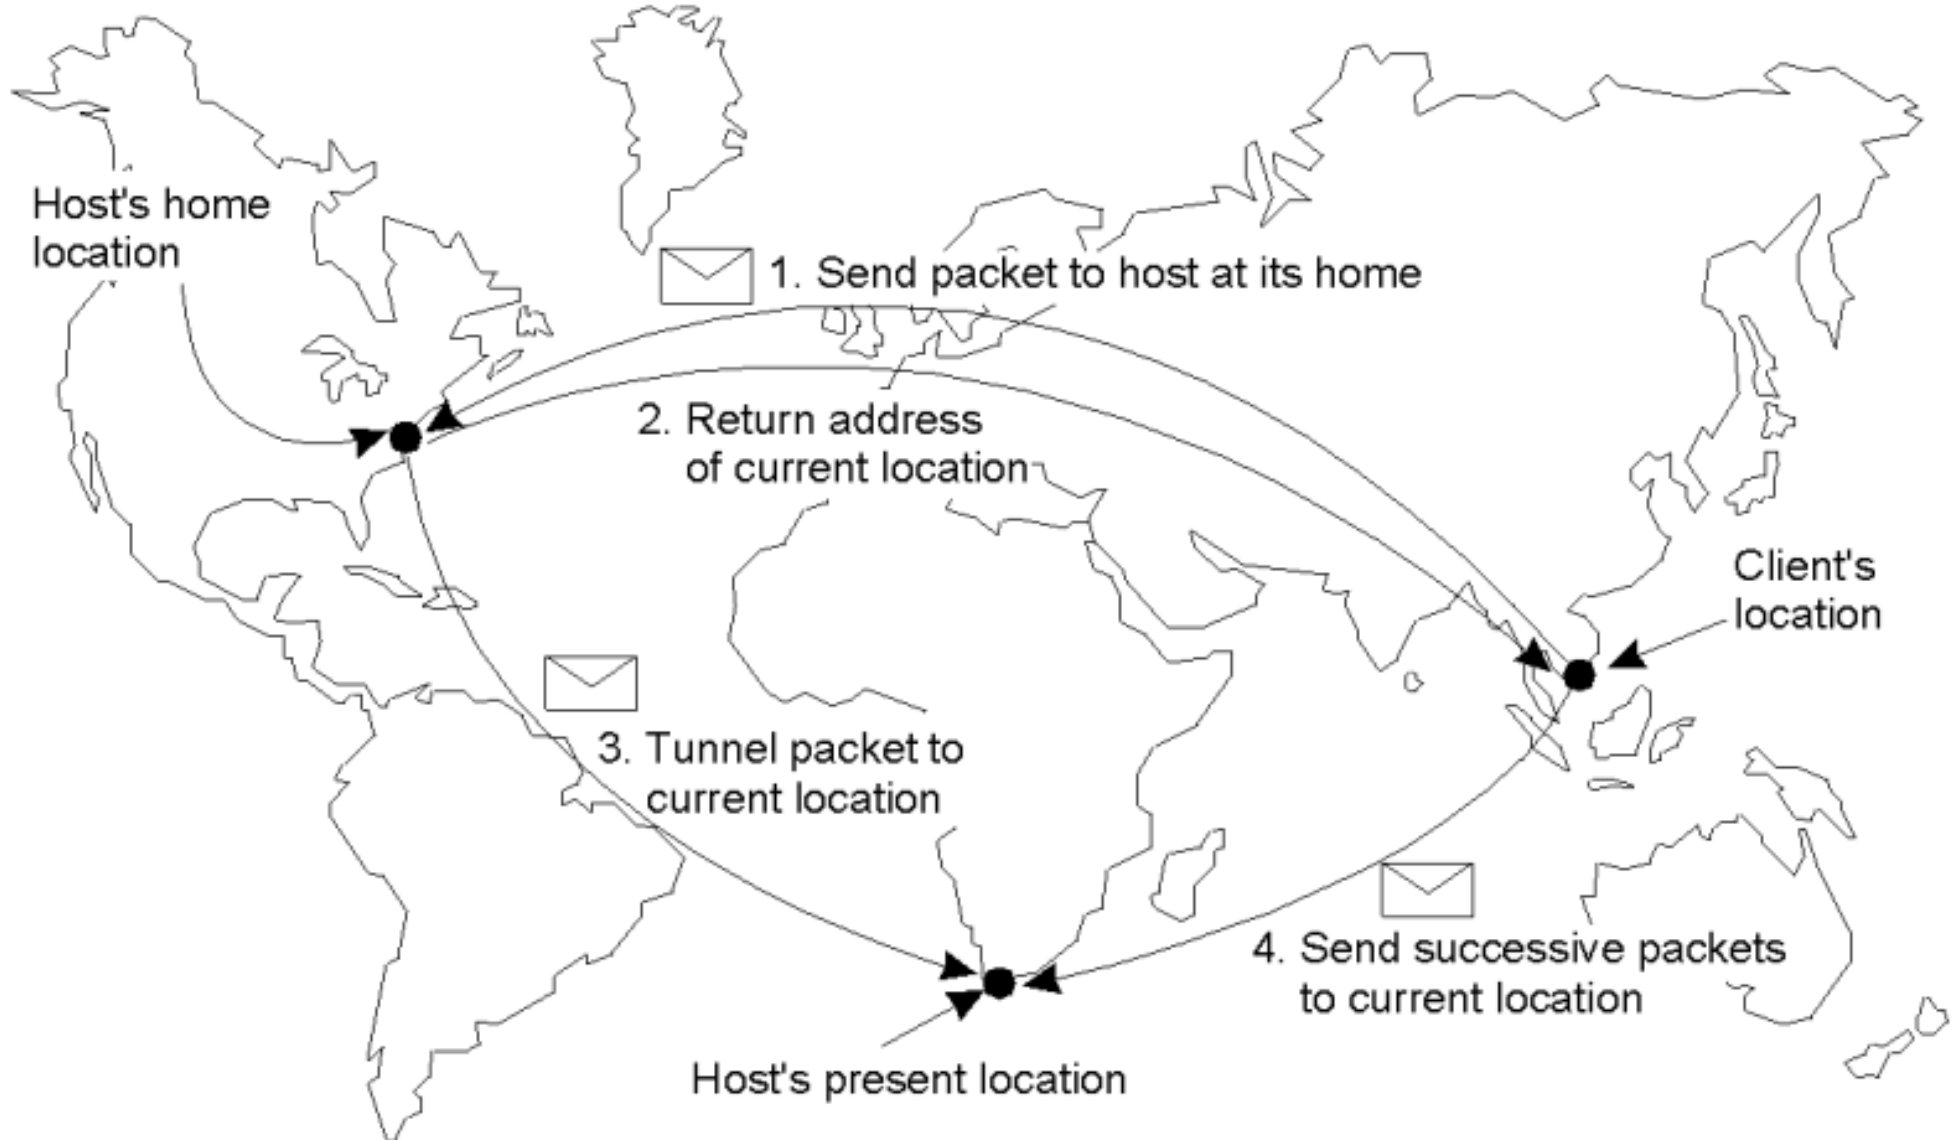 Host's home
location
1. Send packet to host at its home
2. Return address
of current location
Client's
location
3. Tunnel packet to
current location
4. Send successive packets
to current location
Host's present location